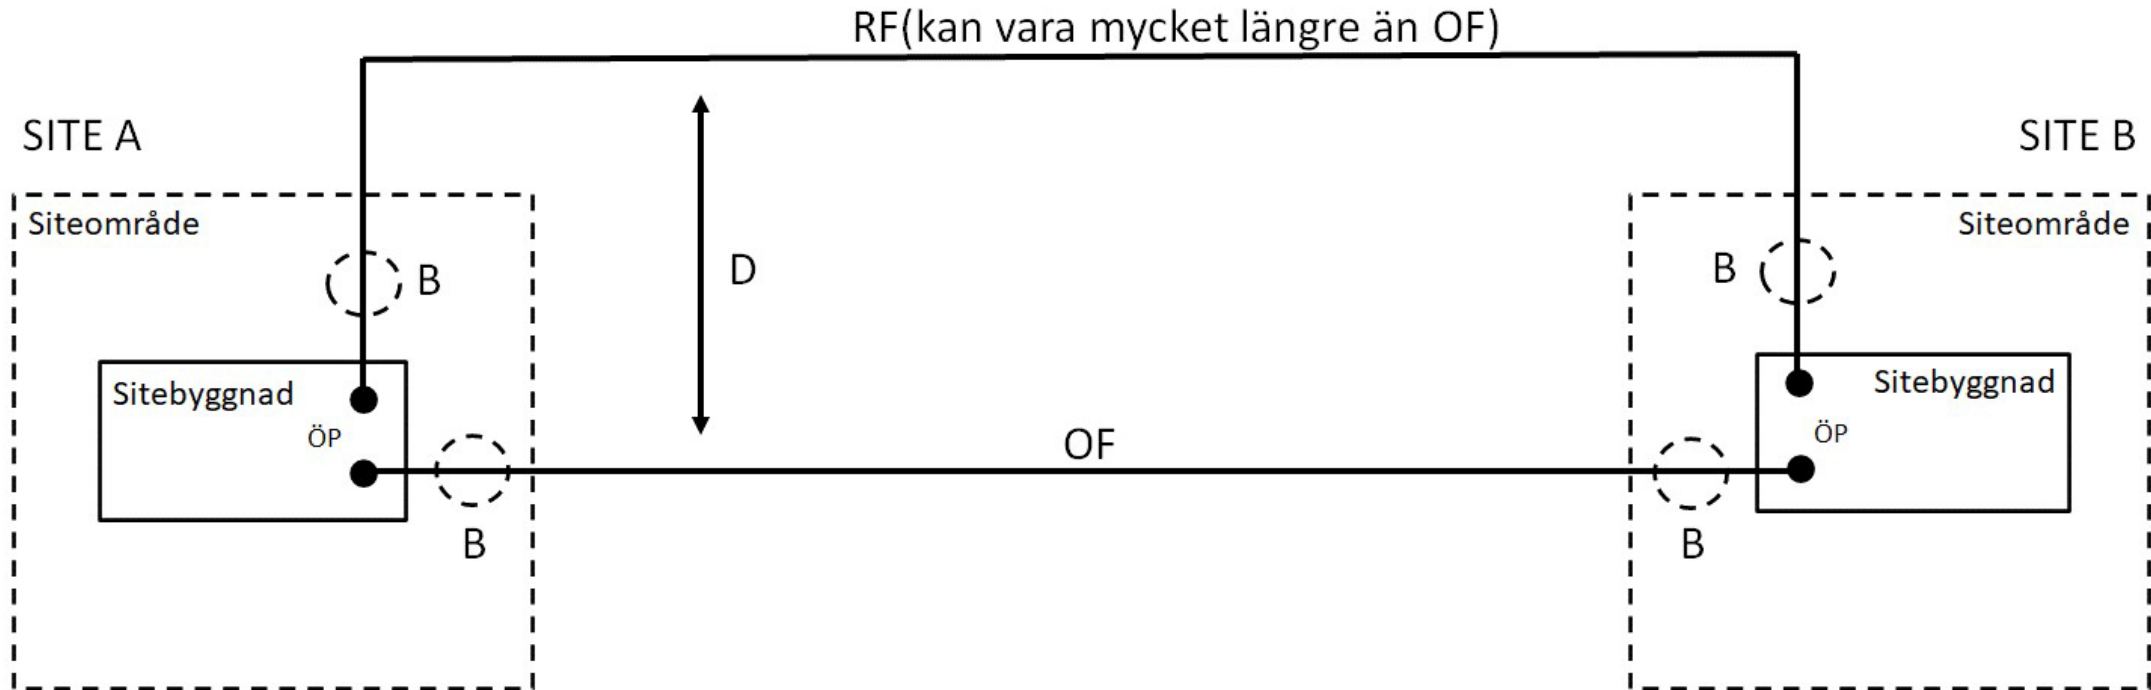 RF(kan vara mycket längre än OF)
SITE A
SITE B
Siteområde
Siteområde
B
D
B
Sitebyggnad
Sitebyggnad
ÖP
OF
ÖP
B
B